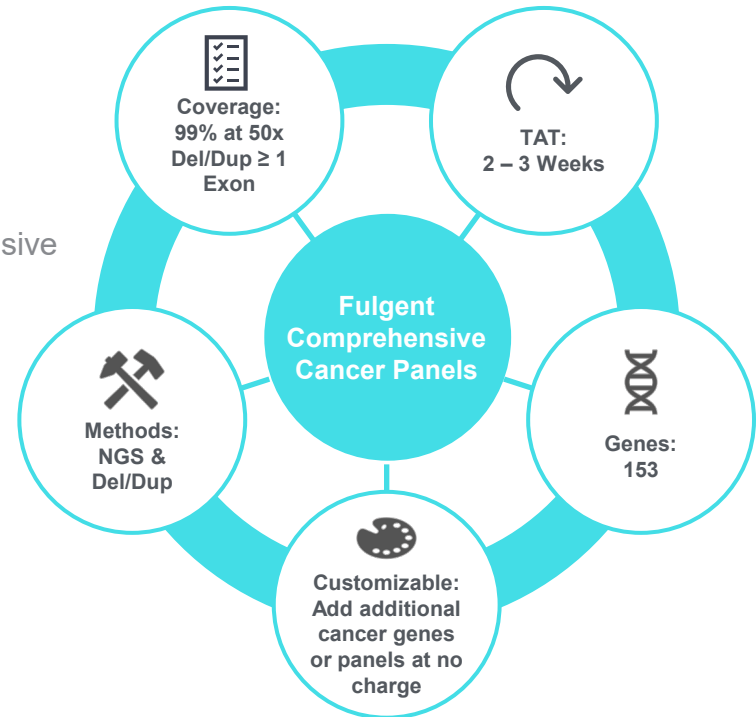 Coverage:
99% at 50x
Del/Dup ≥ 1
Exon
TAT:
2 – 3 Weeks
sive
Fulgent
Comprehensive
Cancer Panels
Methods:
NGS &
Del/Dup
Genes:
153
Customizable:
Add additional
cancer genes
or panels at no
charge